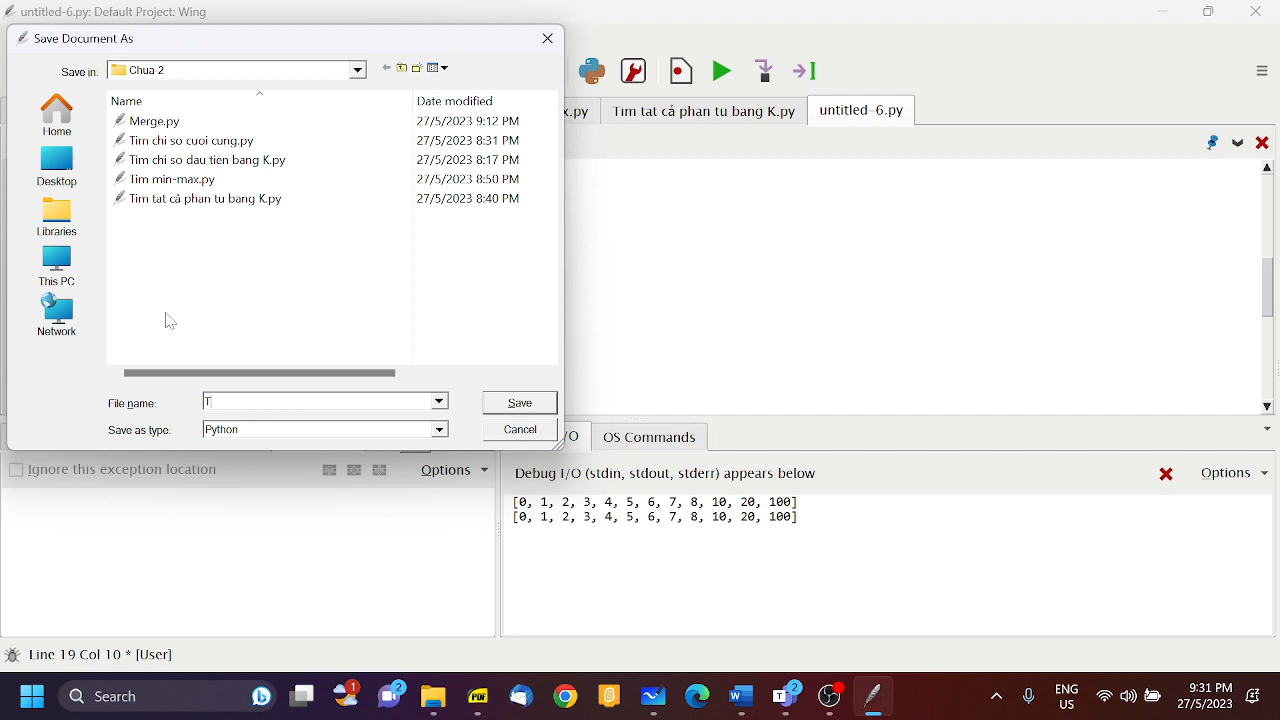 untitled-6.py: Default Project: Wing
Save Document As
Save in: Chua-2
Name Date modified
Merge.py 27/5/2023 9:12 PM
Tim chi so cuoi cung.py 27/5/2023 8:31 PM
Tim chi so dau tien bang K.py 27/5/2023 8:17 PM
Tim min-max.py 27/5/2023 8:50 PM
Tim tat cả phan tu bang K.py 27/5/2023 8:40 PM
Home
Desktop
Libraries
This PC
Network
File name: T
Save
Save as type: Python
Cancel
x.py
Tim tat cả phan tu bang K.py
untitled-6.py
/O
OS Commands
Ignore this exception location
Options
Debug I/O (stdin, stdout, stderr) appears below
Options
[0, 1, 2, 3, 4, 5, 6, 7, 8, 10, 20, 100]
[0, 1, 2, 3, 4, 5, 6, 7, 8, 10, 20, 100]
Line 19 Col 10 * [User]
Search
1
2
PDF
2
ENG
US
9:31 PM
27/5/2023